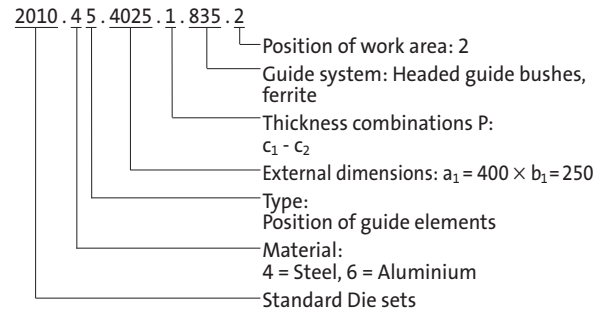 2010.45.4025.1.835.2
Position of work area: 2
Guide system: Headed guide bushes,
ferrite
Thickness combinations P:
c₁ - c₂
External dimensions: a₁ = 400 × b₁ = 250
Type:
Position of guide elements
Material:
4 = Steel, 6 = Aluminium
Standard Die sets